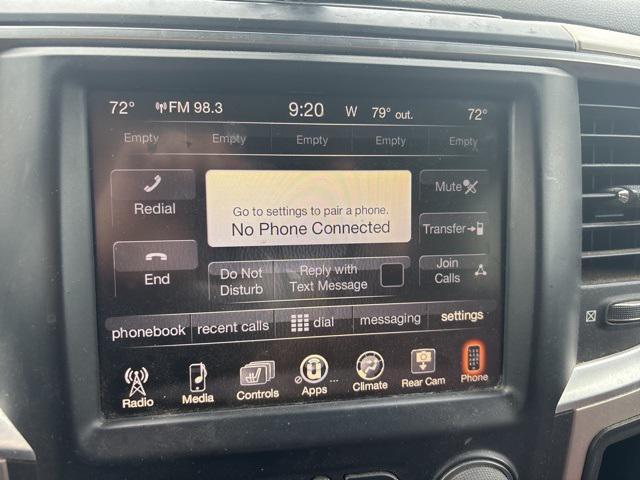 72° FM 98.3 9:20 W 79° out. 72°
Empty Empty Empty Empty Empty
Redial
Go to settings to pair a phone.
No Phone Connected
Mute
Transfer
End
Do Not
Disturb
Reply with
Text Message
Join
Calls
phonebook recent calls dial messaging settings
Radio Media Controls Apps ... Climate Rear Cam Phone